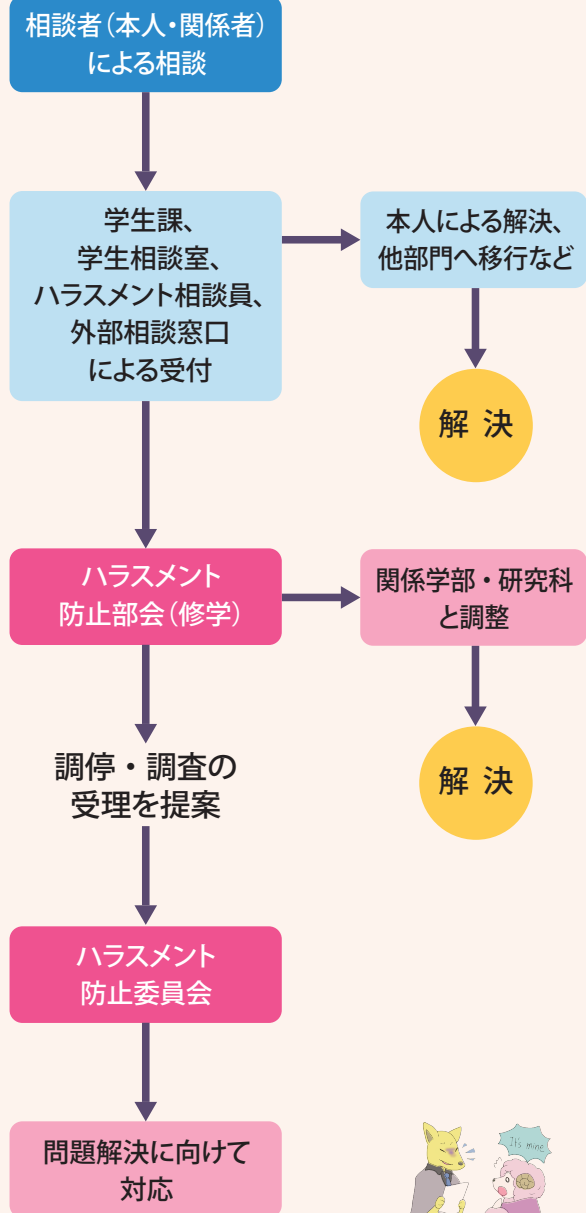 相談者(本人・関係者)
による相談
学生課、
学生相談室、
ハラスメント相談員、
外部相談窓口
による受付
本人による解決、
他部門へ移行など
解 決
ハラスメント
防止部会(修学)
関係学部・研究科
と調整
解 決
調停・調査の
受理を提案
ハラスメント
防止委員会
問題解決に向けて
対応
It's mine